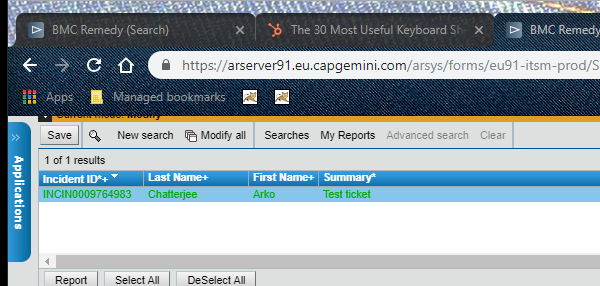 BMC Remedy (Search)
The 30 Most Useful Keyboard Sh
BMC Remedy
https://arserver91.eu.capgemini.com/arsys/forms/eu91-itsm-prod/S
Apps
Managed bookmarks
Current mode: Modify
Applications
Save
New search
Modify all
Searches
My Reports
Advanced search
Clear
1 of 1 results
Incident ID*+ Last Name+ First Name+ Summary*
INCIN0009764983 Chatterjee Arko Test ticket
Report
Select All
DeSelect All